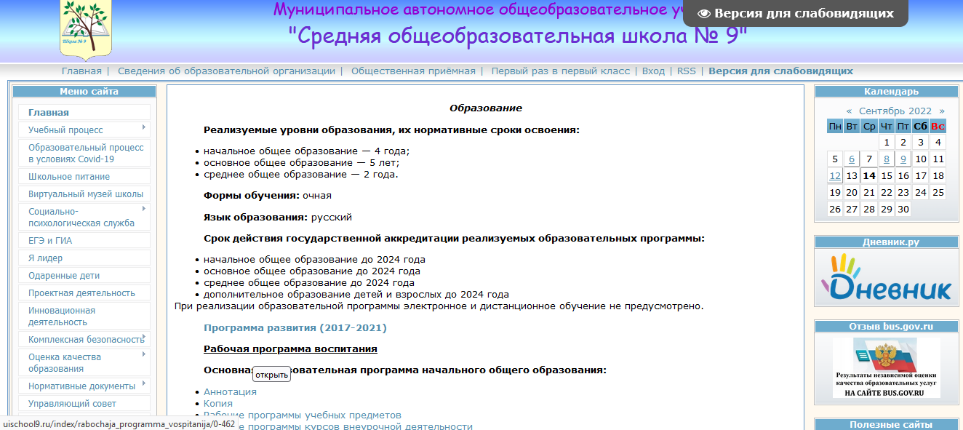 Муниципальное автономное общеобразовательное
Версия для слабовидящих
"Средняя общеобразовательная школа № 9"
Главная | Сведения об образовательной организации | Общественная приёмная | Первый раз в первый класс | Вход | RSS | Версия для слабовидящих
Меню сайта
Главная
Учебный процесс
Образовательный процесс
в условиях Covid-19
Школьное питание
Виртуальный музей школы
Социально-
психологическая служба
ЕГЭ и ГИА
Я лидер
Одаренные дети
Проектная деятельность
Инновационная
деятельность
Комплексная безопасность
Оценка качества
образования
Нормативные документы
Управляющий совет
uischool9.ru/index/rabochaja_programma_vospitanija/0-462
Образование
Реализуемые уровни образования, их нормативные сроки освоения:
• начальное общее образование — 4 года;
• основное общее образование — 5 лет;
• среднее общее образование — 2 года.
Формы обучения: очная
Язык образования: русский
Срок действия государственной аккредитации реализуемых образовательных программы:
• начальное общее образование до 2024 года
• основное общее образование до 2024 года
• среднее общее образование до 2024 года
• дополнительное образование детей и взрослых до 2024 года
При реализации образовательной программы электронное и дистанционное обучение не предусмотрено.
Программа развития (2017-2021)
Рабочая программа воспитания
Основная образовательная программа начального общего образования:
открыть
• Аннотация
• Копия
• Рабочие программы учебных предметов
программы курсов внеурочной деятельности
Календарь
« Сентябрь 2022 »
Пн Вт Ср Чт Пт Сб Вс
1 2 3 4
5 6 7 8 9 10 11
12 13 14 15 16 17 18
19 20 21 22 23 24 25
26 27 28 29 30
Дневник.ру
Дневник
Отзыв bus.gov.ru
Результаты независимой оценки
качества образовательных услуг
НА САЙТЕ BUS.GOV.RU
Полезные сайты